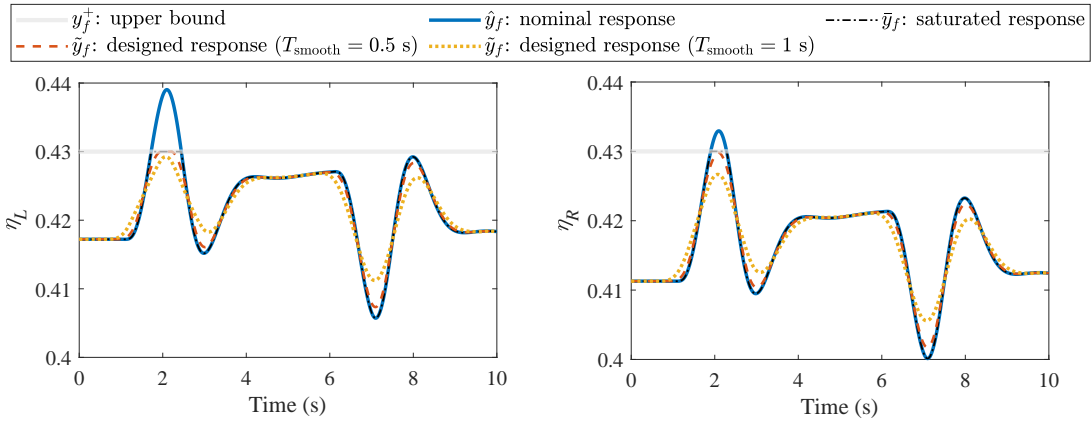 y_f^+: upper bound ŷ_f: nominal response ȳ_f: saturated response
ỹ_f: designed response (T_smooth = 0.5 s) ỹ_f: designed response (T_smooth = 1 s)
0.44
0.43
0.42
0.41
0.4
η_L
0 2 4 6 8 10
Time (s)
0.44
0.43
0.42
0.41
0.4
η_R
0 2 4 6 8 10
Time (s)